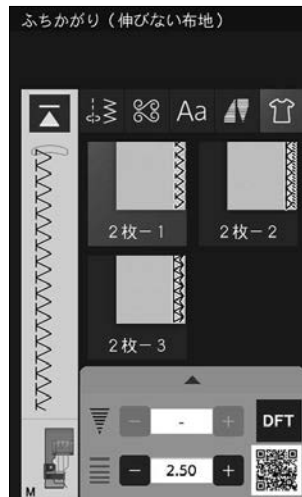 ふちかがり（伸びない布地）
Aa
2枚－1
2枚－2
2枚－3
-
－ - ＋
DFT
－ 2.50 ＋
M